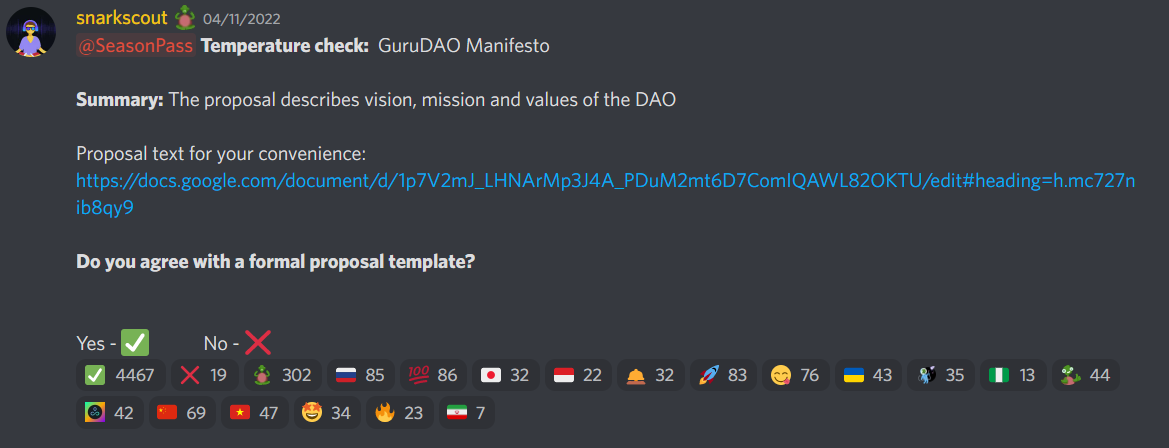 snarkscout 04/11/2022
@SeasonPass Temperature check: GuruDAO Manifesto
Summary: The proposal describes vision, mission and values of the DAO
Proposal text for your convenience:
https://docs.google.com/document/d/1p7V2mJ_LHNArMp3J4A_PDuM2mt6D7ComIQAWL82OKTU/edit#heading=h.mc727n
ib8qy9
Do you agree with a formal proposal template?
Yes - ✅ No - ❌
✅ 4467 ❌ 19 302 🇷🇺 85 💯 86 🇯🇵 32 🇮🇩 22 🛎️ 32 🚀 83 😋 76 🇺🇦 43 35 🇳🇬 13 44
42 🇨🇳 69 🇻🇳 47 🤩 34 🔥 23 🇮🇷 7